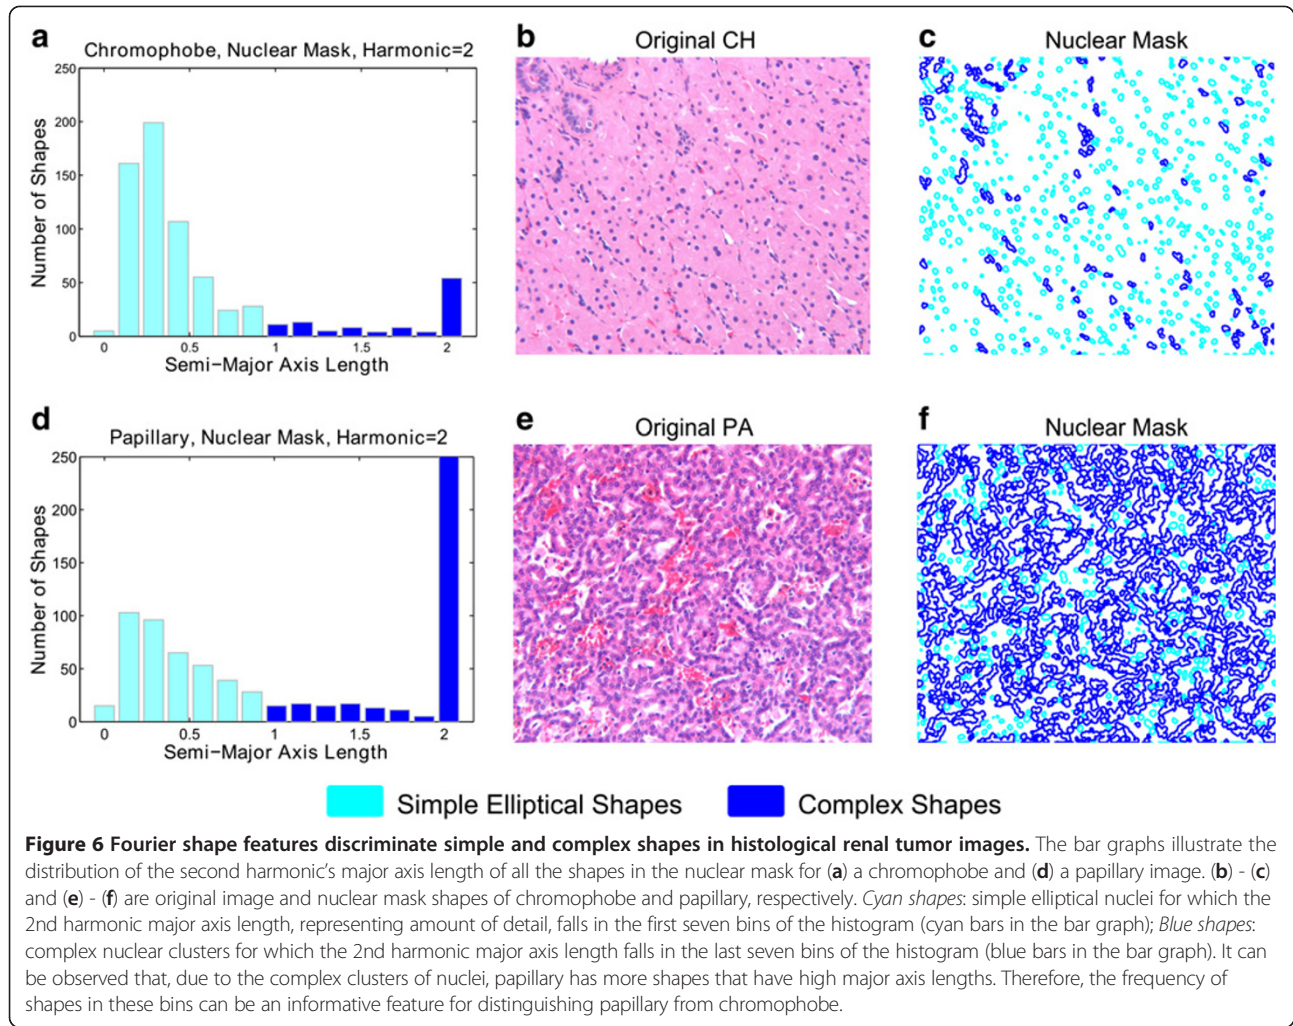 a
Chromophobe, Nuclear Mask, Harmonic=2
250
200
150
100
50
0
Number of Shapes
0 0.5 1 1.5 2
Semi-Major Axis Length
b
Original CH
c
Nuclear Mask
d
Papillary, Nuclear Mask, Harmonic=2
250
200
150
100
50
0
Number of Shapes
0 0.5 1 1.5 2
Semi-Major Axis Length
e
Original PA
f
Nuclear Mask
Simple Elliptical Shapes
Complex Shapes
Figure 6 Fourier shape features discriminate simple and complex shapes in histological renal tumor images. The bar graphs illustrate the
distribution of the second harmonic's major axis length of all the shapes in the nuclear mask for (a) a chromophobe and (d) a papillary image. (b) - (c)
and (e) - (f) are original image and nuclear mask shapes of chromophobe and papillary, respectively. Cyan shapes: simple elliptical nuclei for which the
2nd harmonic major axis length, representing amount of detail, falls in the first seven bins of the histogram (cyan bars in the bar graph); Blue shapes:
complex nuclear clusters for which the 2nd harmonic major axis length falls in the last seven bins of the histogram (blue bars in the bar graph). It can
be observed that, due to the complex clusters of nuclei, papillary has more shapes that have high major axis lengths. Therefore, the frequency of
shapes in these bins can be an informative feature for distinguishing papillary from chromophobe.